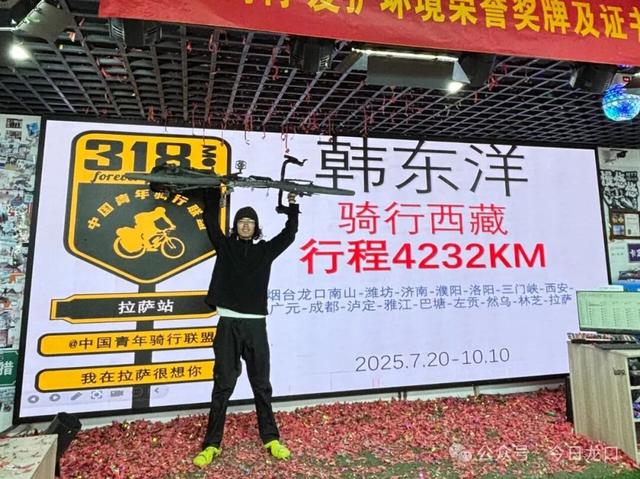 爱护环境荣誉奖牌及证书
318
forever
中国青年骑行联盟
拉萨站
@中国青年骑行联盟
我在拉萨很想你
韩东洋
骑行西藏
行程4232KM
烟台龙口南山-潍坊-济南-濮阳-洛阳-三门峡-西安-
广元-成都-泸定-雅江-巴塘-左贡-然乌-林芝-拉萨
2025.7.20-10.10
公众号·今日龙口